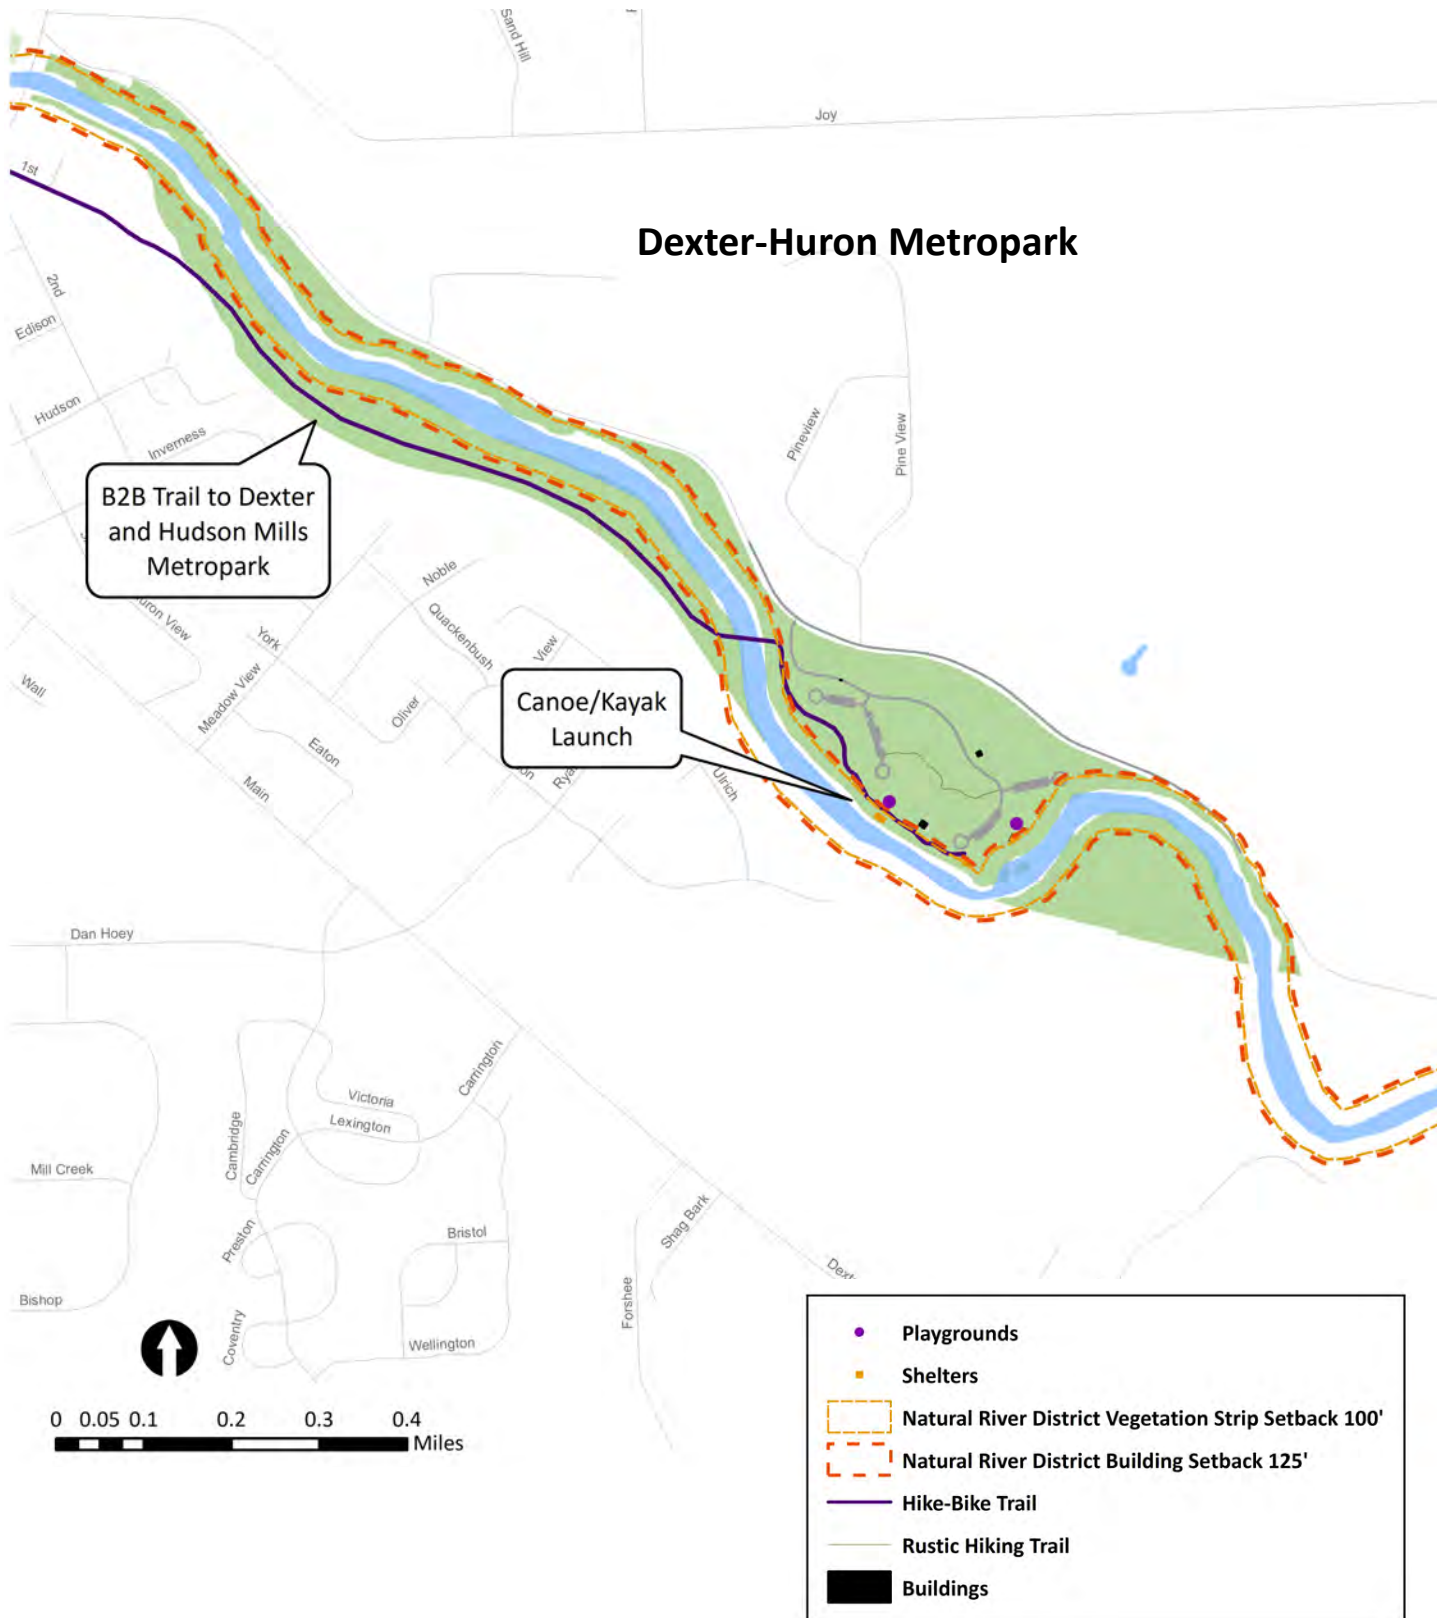 Sand Hill
Joy
1st
Dexter-Huron Metropark
2nd
Edison
Hudson
Inverness
Pineview
Pine View
B2B Trail to Dexter
and Hudson Mills
Metropark
Huron View
Noble
Quackenbush
York
View
Wall
Meadow View
Oliver
Eaton
Main
Canoe/Kayak
Launch
Ulrich
Dan Hoey
Carrington
Victoria
Lexington
Cambridge
Carrington
Mill Creek
Preston
Bristol
Shag Bark
Bishop
Coventry
Wellington
Forshee
0 0.05 0.1 0.2 0.3 0.4
Miles
Playgrounds
Shelters
Natural River District Vegetation Strip Setback 100'
Natural River District Building Setback 125'
Hike-Bike Trail
Rustic Hiking Trail
Buildings